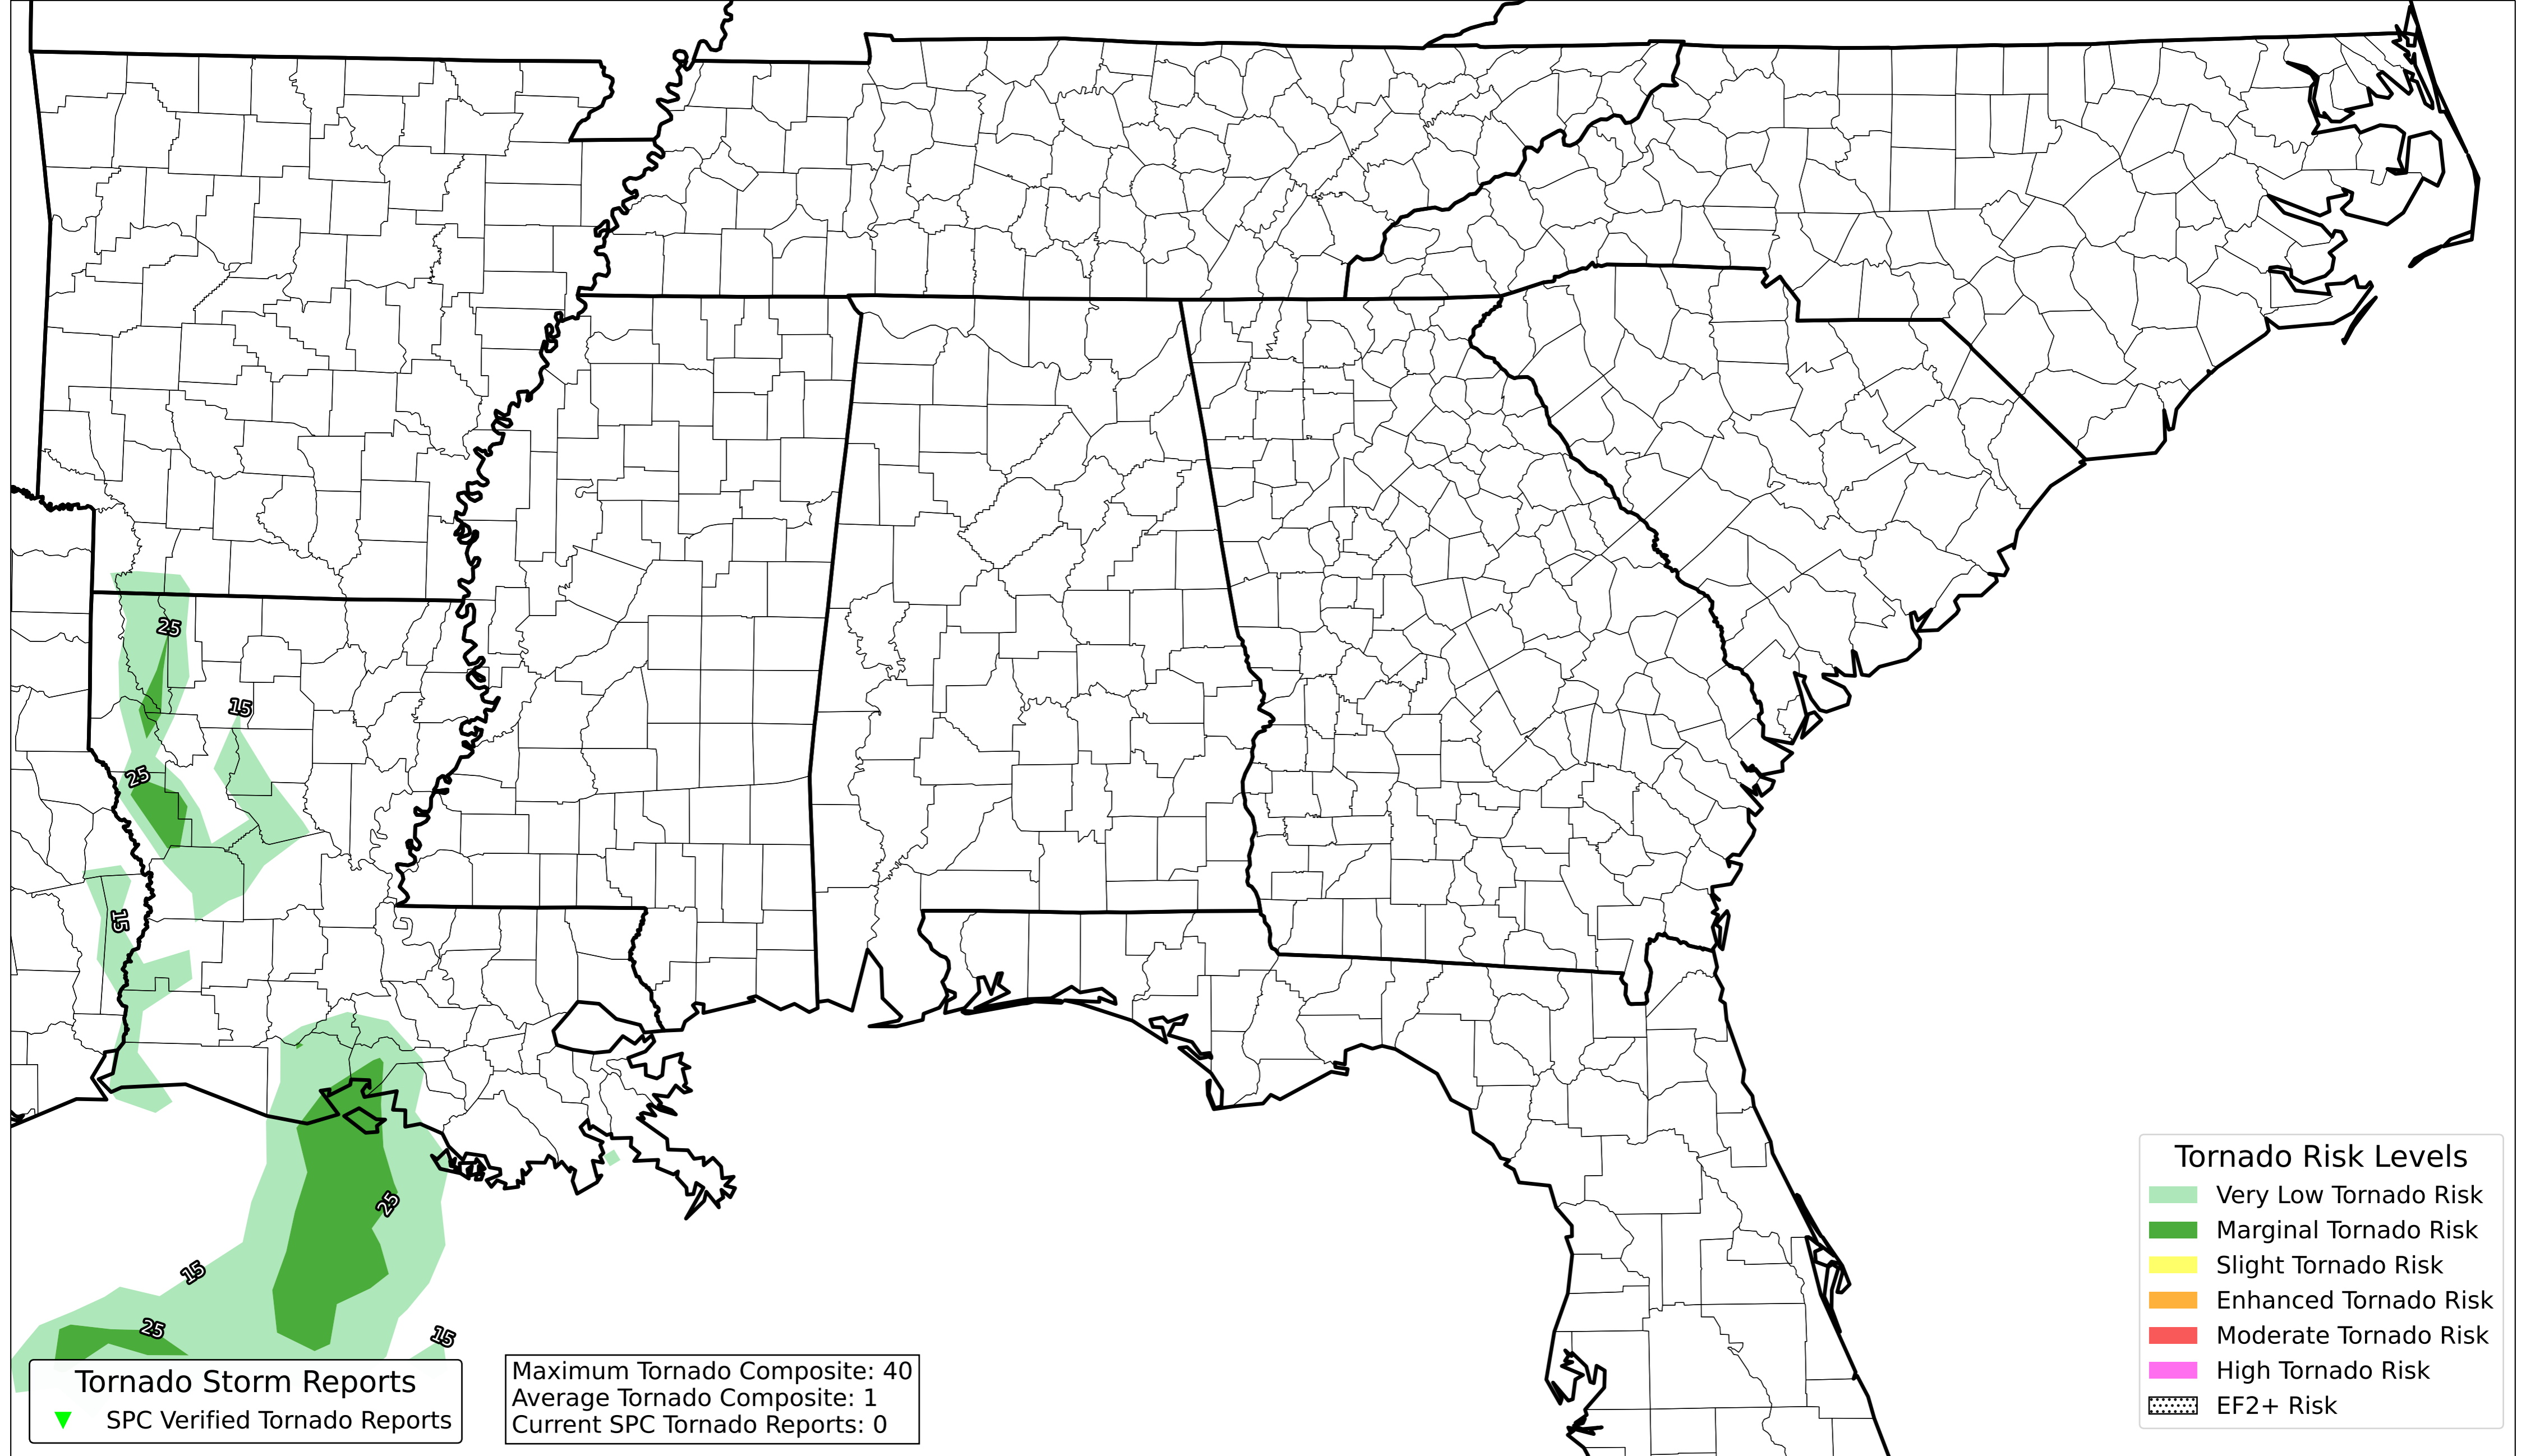 25
15
25
15
25
15
25
15
Tornado Storm Reports
SPC Verified Tornado Reports
Maximum Tornado Composite: 40
Average Tornado Composite: 1
Current SPC Tornado Reports: 0
Tornado Risk Levels
Very Low Tornado Risk
Marginal Tornado Risk
Slight Tornado Risk
Enhanced Tornado Risk
Moderate Tornado Risk
High Tornado Risk
EF2+ Risk